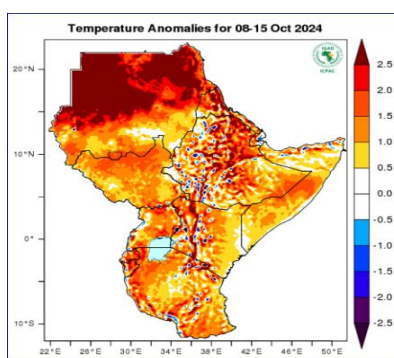 Temperature Anomalies for 08-15 Oct 2024
IGAD
ICPAC
20°N
10°N
0°
10°S
22°E 26°E 30°E 34°E 38°E 42°E 46°E 50°E
2.5
2.0
1.5
1.0
0.5
0.0
-0.5
-1.0
-1.5
-2.0
-2.5